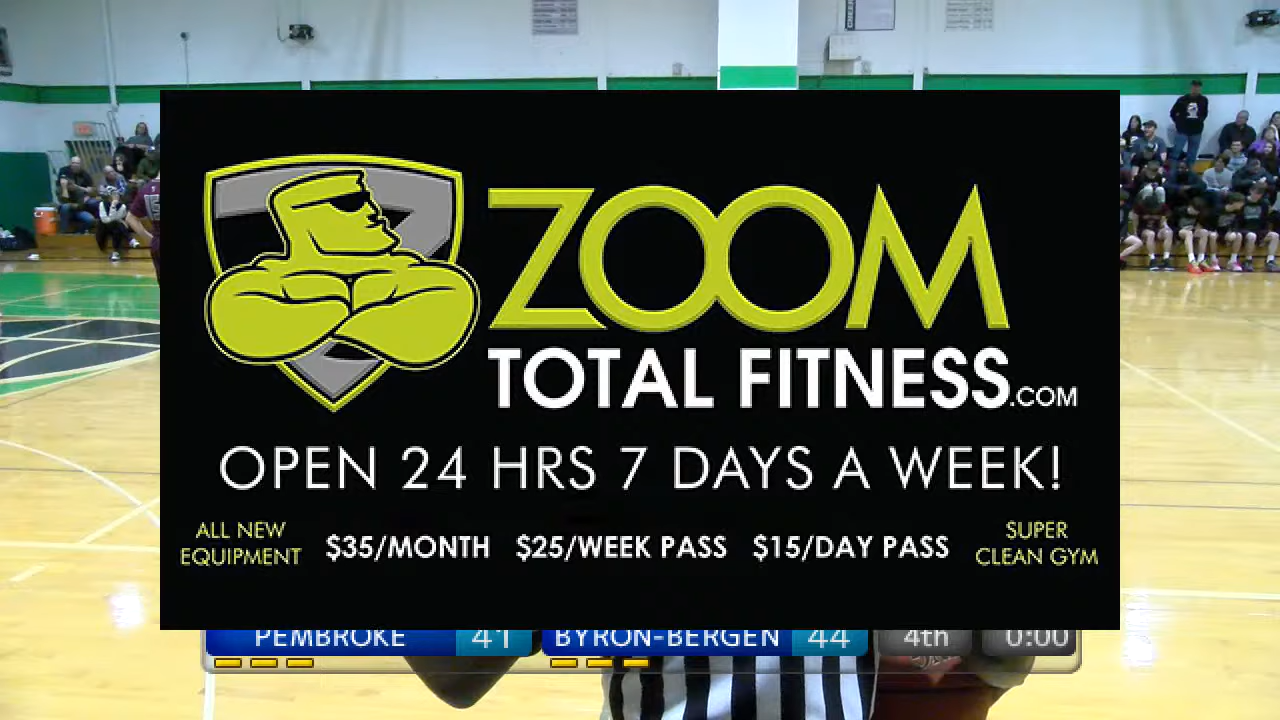 ZOOM
TOTAL FITNESS.COM
OPEN 24 HRS 7 DAYS A WEEK!
ALL NEW
EQUIPMENT
$35/MONTH $25/WEEK PASS $15/DAY PASS
SUPER
CLEAN GYM
PEMBROKE 41 BYRON-BERGEN 44 4th 0:00